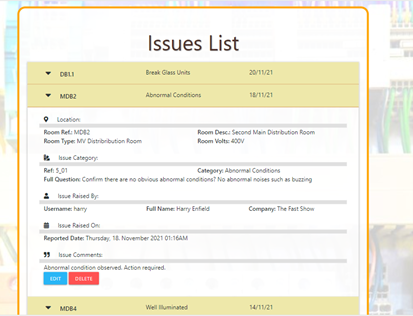 Issues List
DB1.1 Break Glass Units 20/11/21
MDB2 Abnormal Conditions 18/11/21
Location:
Room Ref.: MDB2 Room Desc.: Second Main Distribution Room
Room Type: MV Distribnbution Room Room Volts: 400V
Issue Category:
Ref: 5_01 Category: Abnormal Conditions
Full Question: Confirm there are no obvious abnormal conditions? No abnormal noises such as buzzing
Issue Raised By:
Username: harry Full Name: Harry Enfield Company: The Fast Show
Issue Raised On:
Reported Date: Thursday, 18. November 2021 01:16AM
Issue Comments:
Abnormal condition observed. Action required.
EDIT DELETE
MDB4 Well Illuminated 14/11/21